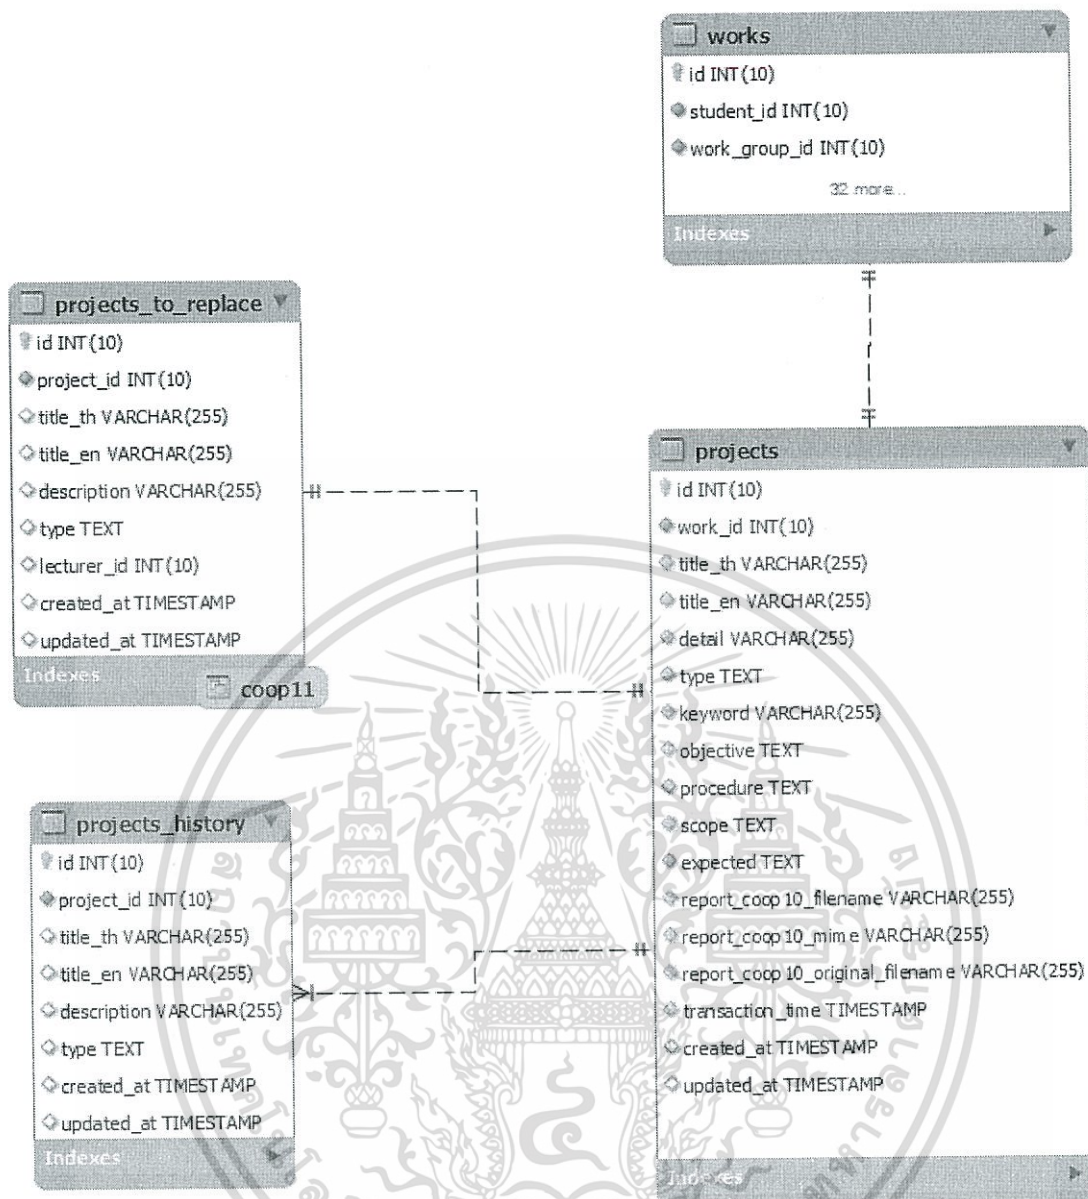 works
id INT(10)
student_id INT(10)
work_group_id INT(10)
32 more...
Indexes
projects_to_replace
id INT(10)
project_id INT(10)
title_th VARCHAR(255)
title_en VARCHAR(255)
description VARCHAR(255)
type TEXT
lecturer_id INT(10)
created_at TIMESTAMP
updated_at TIMESTAMP
Indexes
coop11
projects
id INT(10)
work_id INT(10)
title_th VARCHAR(255)
title_en VARCHAR(255)
detail VARCHAR(255)
type TEXT
keyword VARCHAR(255)
objective TEXT
procedure TEXT
scope TEXT
expected TEXT
report_coop10_filename VARCHAR(255)
report_coop10_mime VARCHAR(255)
report_coop10_original_filename VARCHAR(255)
transaction_time TIMESTAMP
created_at TIMESTAMP
updated_at TIMESTAMP
Indexes
projects_history
id INT(10)
project_id INT(10)
title_th VARCHAR(255)
title_en VARCHAR(255)
description VARCHAR(255)
type TEXT
created_at TIMESTAMP
updated_at TIMESTAMP
Indexes